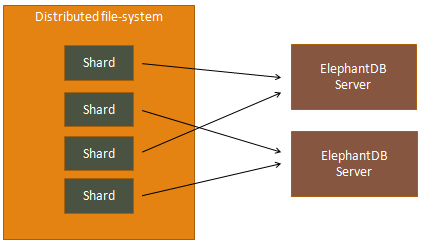 Distributed file-system
Shard
Shard
Shard
Shard
ElephantDB
Server
ElephantDB
Server